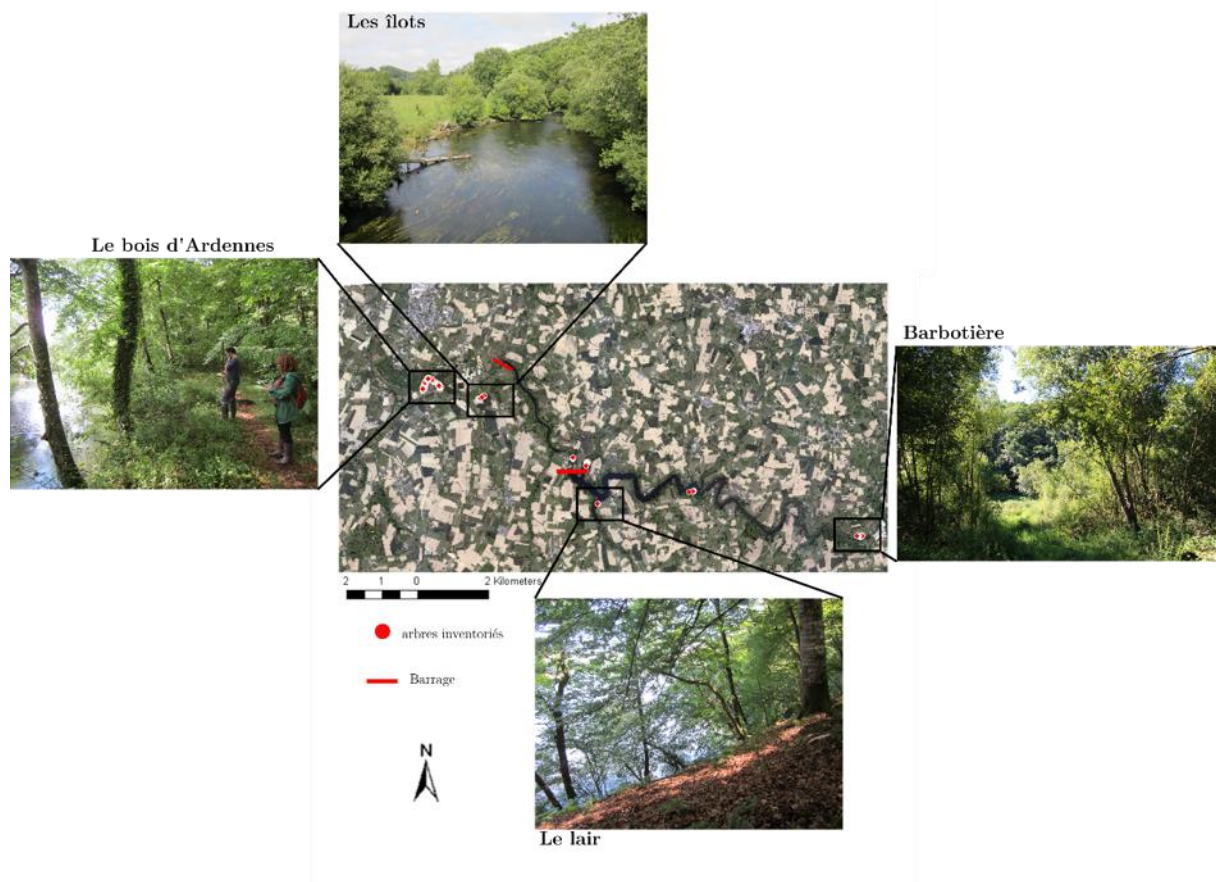 Les îlots
Le bois d'Ardennes
Barbotière
2 1 0 2 Kilometers
arbres inventoriés
Barrage
N
Le lair